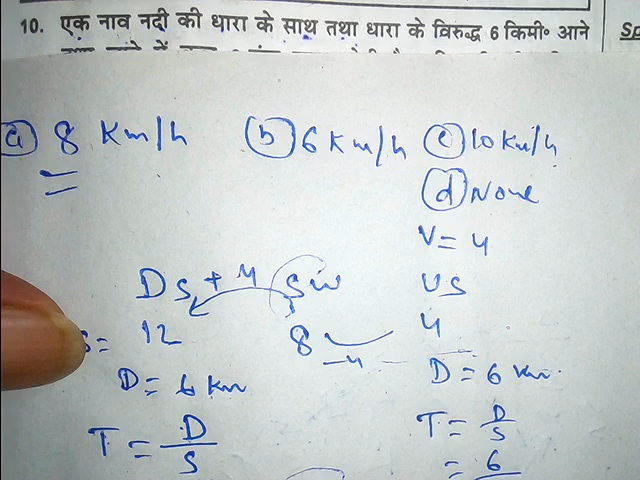 10. एक नाव नदी की धारा के साथ तथा धारा के विरुद्ध 6 किमी॰ आने
Sp
(a) 8 Km/h (b) 6 Km/h (c) 10 Km/h
(d) None
V = 4
DS + 4 SW US
S = 12 8 4
-4
D = 6 Km D = 6 Km.
T = D/S T = D/S
= 6